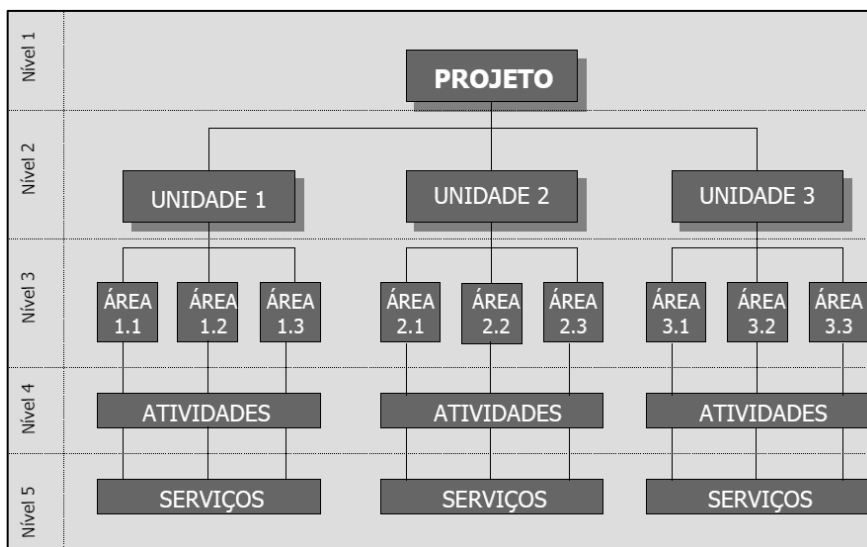 Nível 1
PROJETO
Nível 2
UNIDADE 1
UNIDADE 2
UNIDADE 3
Nível 3
ÁREA
1.1
ÁREA
1.2
ÁREA
1.3
ÁREA
2.1
ÁREA
2.2
ÁREA
2.3
ÁREA
3.1
ÁREA
3.2
ÁREA
3.3
Nível 4
ATIVIDADES
ATIVIDADES
ATIVIDADES
Nível 5
SERVIÇOS
SERVIÇOS
SERVIÇOS